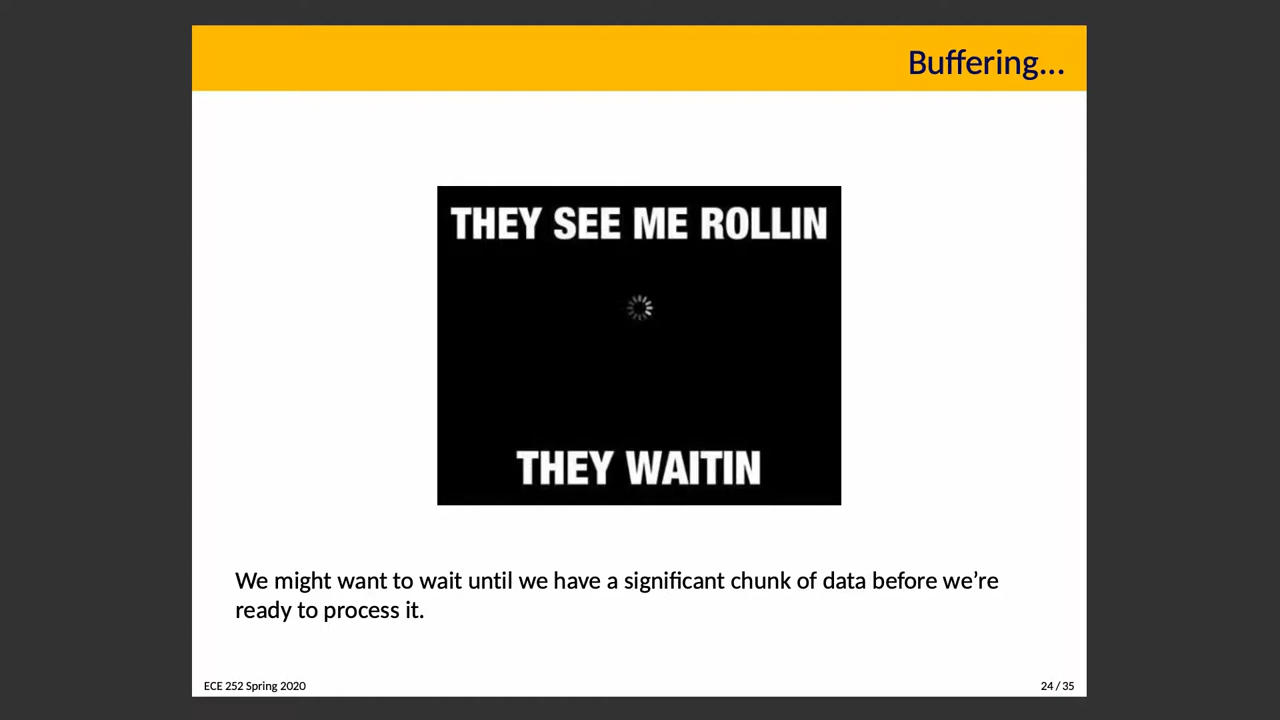 Buffering...
THEY SEE ME ROLLIN
THEY WAITIN
We might want to wait until we have a significant chunk of data before we’re
ready to process it.
ECE 252 Spring 2020
24 / 35